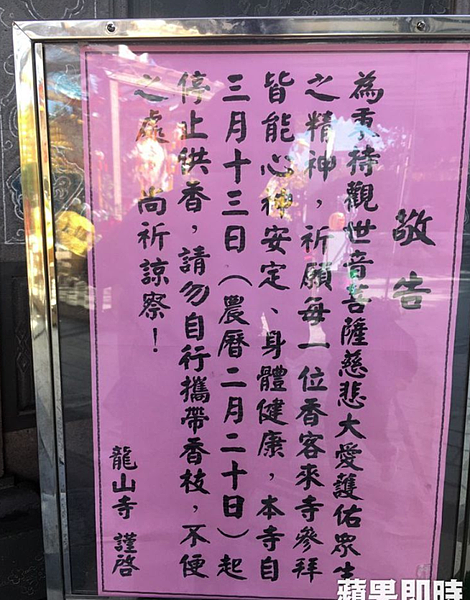 敬告
為秉持觀世音菩薩慈悲大愛護佑眾生
之精神，祈願每一位香客來寺參拜
皆能心神安定、身體健康，本寺自
三月十三日（農曆二月二十日）起
停止供香，請勿自行攜帶香枝，不便
之處　尚祈諒察！
龍山寺 謹啓
蘋果即時